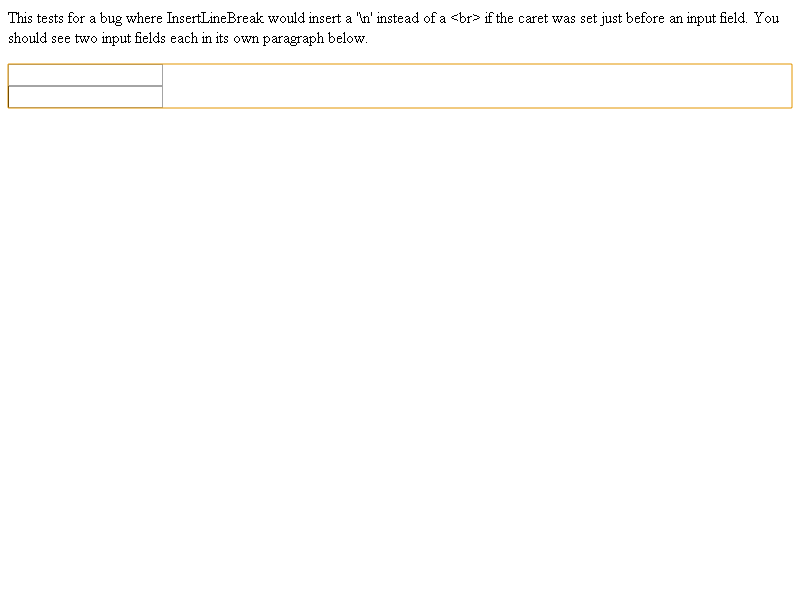 This tests for a bug where InsertLineBreak would insert a '\n' instead of a <br> if the caret was set just before an input field. You
should see two input fields each in its own paragraph below.